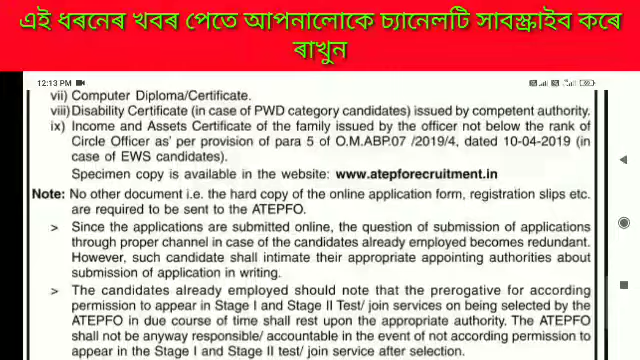 এই ধৰনেৰ খবৰ পেতে আপনালোকে চ্যানেলটি সাবস্ক্ৰাইব কৰে
ৰাখুন
12:13 PM
vii) Computer Diploma/Certificate.
viii) Disability Certificate (in case of PWD category candidates) issued by competent authority.
ix) Income and Assets Certificate of the family issued by the officer not below the rank of
Circle Officer as per provision of para 5 of O.M.ABP.07 /2019/4, dated 10-04-2019 (in
case of EWS candidates).
Specimen copy is available in the website: www.atepforecruitment.in
Note: No other document i.e. the hard copy of the online application form, registration slips etc.
are required to be sent to the ATEPFO.
> Since the applications are submitted online, the question of submission of applications
through proper channel in case of the candidates already employed becomes redundant.
However, such candidate shall intimate their appropriate appointing authorities about
submission of application in writing.
> The candidates already employed should note that the prerogative for according
permission to appear in Stage I and Stage II Test/ join services on being selected by the
ATEPFO in due course of time shall rest upon the appropriate authority. The ATEPFO
shall not be anyway responsible/ accountable in the event of not according permission to
appear in the Stage I and Stage II test/ join service after selection.